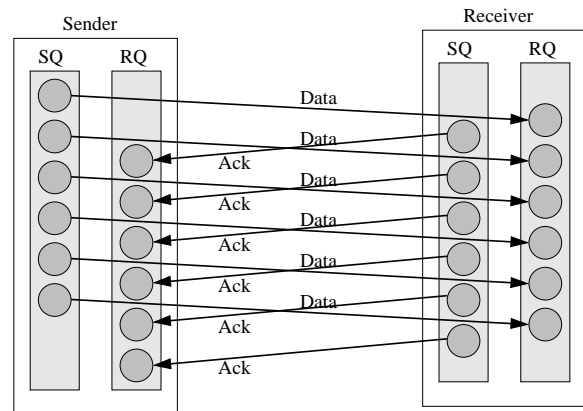 Sender
Receiver
SQ
RQ
SQ
RQ
Data
Data
Ack
Data
Ack
Data
Ack
Data
Ack
Data
Ack
Ack